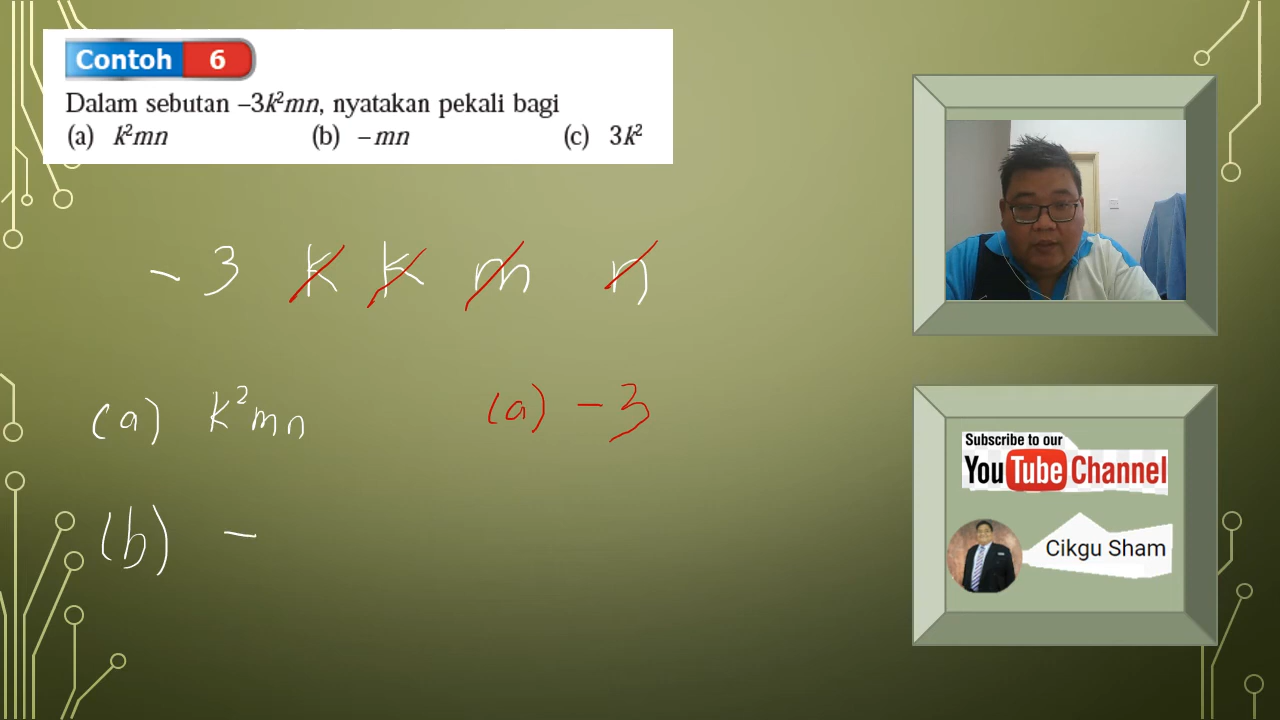 Contoh 6
Dalam sebutan –3k²mn, nyatakan pekali bagi
(a) k²mn (b) –mn (c) 3k²
- 3 k k m n
(a) k²mn (a) - 3
(b) -
Subscribe to our
YouTube Channel
Cikgu Sham